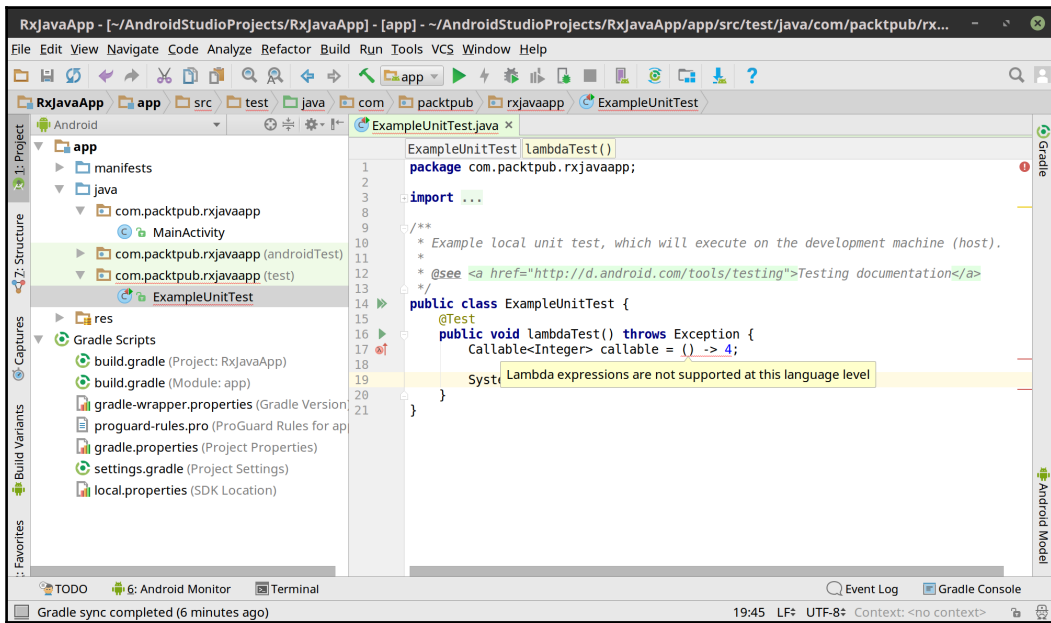 RxJavaApp - [~/AndroidStudioProjects/RxJavaApp] - [app] - ~/AndroidStudioProjects/RxJavaApp/app/src/test/java/com/packtpub/rx...
File Edit View Navigate Code Analyze Refactor Build Run Tools VCS Window Help
app
RxJavaApp app src test java com packtpub rxjavaapp ExampleUnitTest
Android
ExampleUnitTest.java
1: Project
7: Structure
Captures
Build Variants
Favorites
app
manifests
java
com.packtpub.rxjavaapp
MainActivity
com.packtpub.rxjavaapp (androidTest)
com.packtpub.rxjavaapp (test)
ExampleUnitTest
res
Gradle Scripts
build.gradle (Project: RxJavaApp)
build.gradle (Module: app)
gradle-wrapper.properties (Gradle Version
proguard-rules.pro (ProGuard Rules for ap
gradle.properties (Project Properties)
settings.gradle (Project Settings)
local.properties (SDK Location)
ExampleUnitTest lambdaTest()
1 package com.packtpub.rxjavaapp;
2
3 import ...
8
9 /**
10 * Example local unit test, which will execute on the development machine (host).
11 *
12 * @see <a href="http://d.android.com/tools/testing">Testing documentation</a>
13 */
14 public class ExampleUnitTest {
15 @Test
16 public void lambdaTest() throws Exception {
17 Callable<Integer> callable = () -> 4;
18
Lambda expressions are not supported at this language level
19 Syst
20 }
21 }
Gradle
Android Model
TODO 6: Android Monitor Terminal Event Log Gradle Console
Gradle sync completed (6 minutes ago) 19:45 LF UTF-8 Context: <no context>